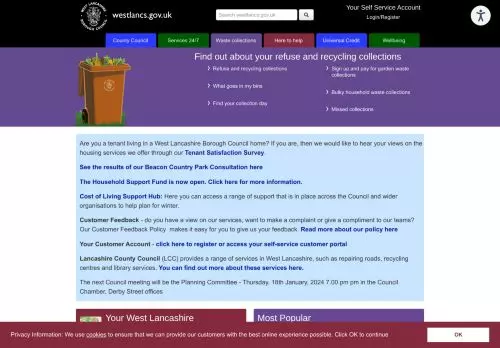 WEST LANCASHIRE
BOROUGH COUNCIL
westlancs.gov.uk
Search westlancs.gov.uk
Your Self Service Account
Login/Register
County Council
Services 24/7
Waste collections
Here to help
Universal Credit
Wellbeing
Find out about your refuse and recycling collections
Refuse and recycling collections
What goes in my bins
Find your collection day
Sign up and pay for garden waste
collections
Bulky household waste collections
Missed collections
Are you a tenant living in a West Lancashire Borough Council home? If you are, then we would like to hear your views on the
housing services we offer through our Tenant Satisfaction Survey.
See the results of our Beacon Country Park Consultation here
The Household Support Fund is now open. Click here for more information.
Cost of Living Support Hub: Here you can access a range of support that is in place across the Council and wider
organisations to help plan for winter.
Customer Feedback - do you have a view on our services, want to make a complaint or give a compliment to our teams?
Our Customer Feedback Policy makes it easy for you to give us your feedback. Read more about our policy here
Your Customer Account - click here to register or access your self-service customer portal
Lancashire County Council (LCC) provides a range of services in West Lancashire, such as repairing roads, recycling
centres and library services. You can find out more about these services here.
The next Council meeting will be the Planning Committee - Thursday, 18th January, 2024 7.00 pm pm in the Council
Chamber, Derby Street offices
Your West Lancashire
Most Popular
Privacy Information: We use cookies to ensure that we can provide our customers with the best online experience possible. Click OK to continue
OK